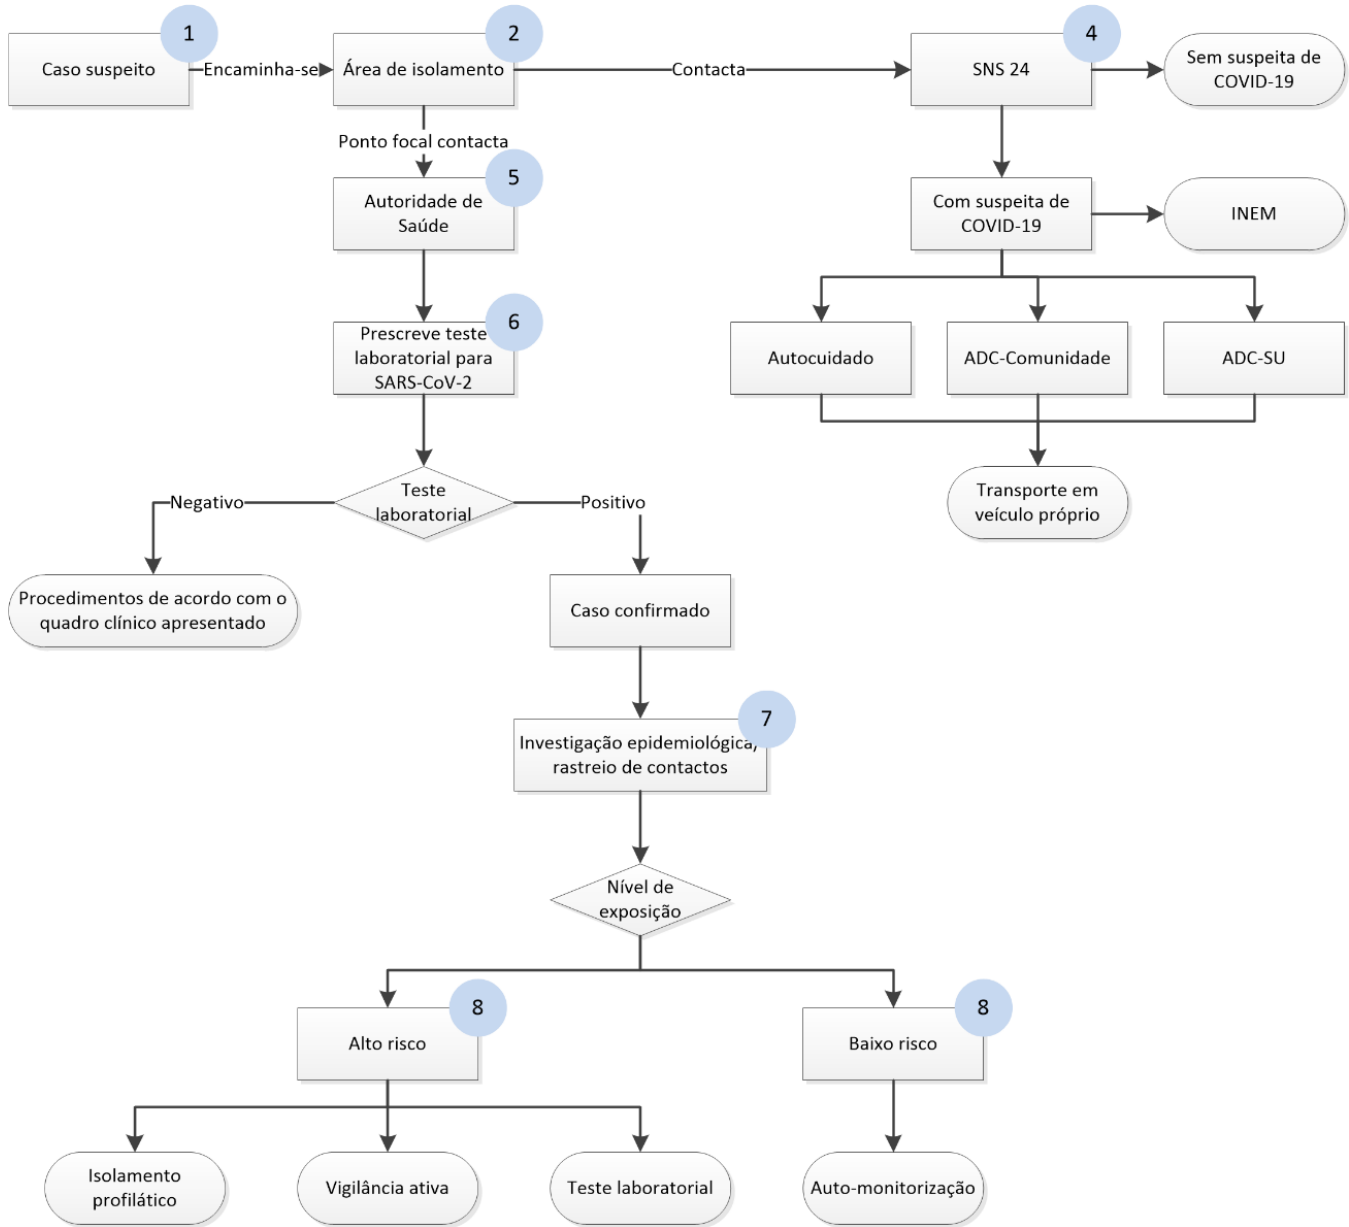 1
Caso suspeito
Encaminha-se
2
Área de isolamento
Contacta
4
SNS 24
Sem suspeita de
COVID-19
Ponto focal contacta
5
Autoridade de
Saúde
Com suspeita de
COVID-19
INEM
6
Prescreve teste
laboratorial para
SARS-CoV-2
Autocuidado
ADC-Comunidade
ADC-SU
Negativo
Teste
laboratorial
Positivo
Transporte em
veículo próprio
Procedimentos de acordo com o
quadro clínico apresentado
Caso confirmado
7
Investigação epidemiológica/
rastreio de contactos
Nível de
exposição
8
Alto risco
8
Baixo risco
Isolamento
profilático
Vigilância ativa
Teste laboratorial
Auto-monitorização